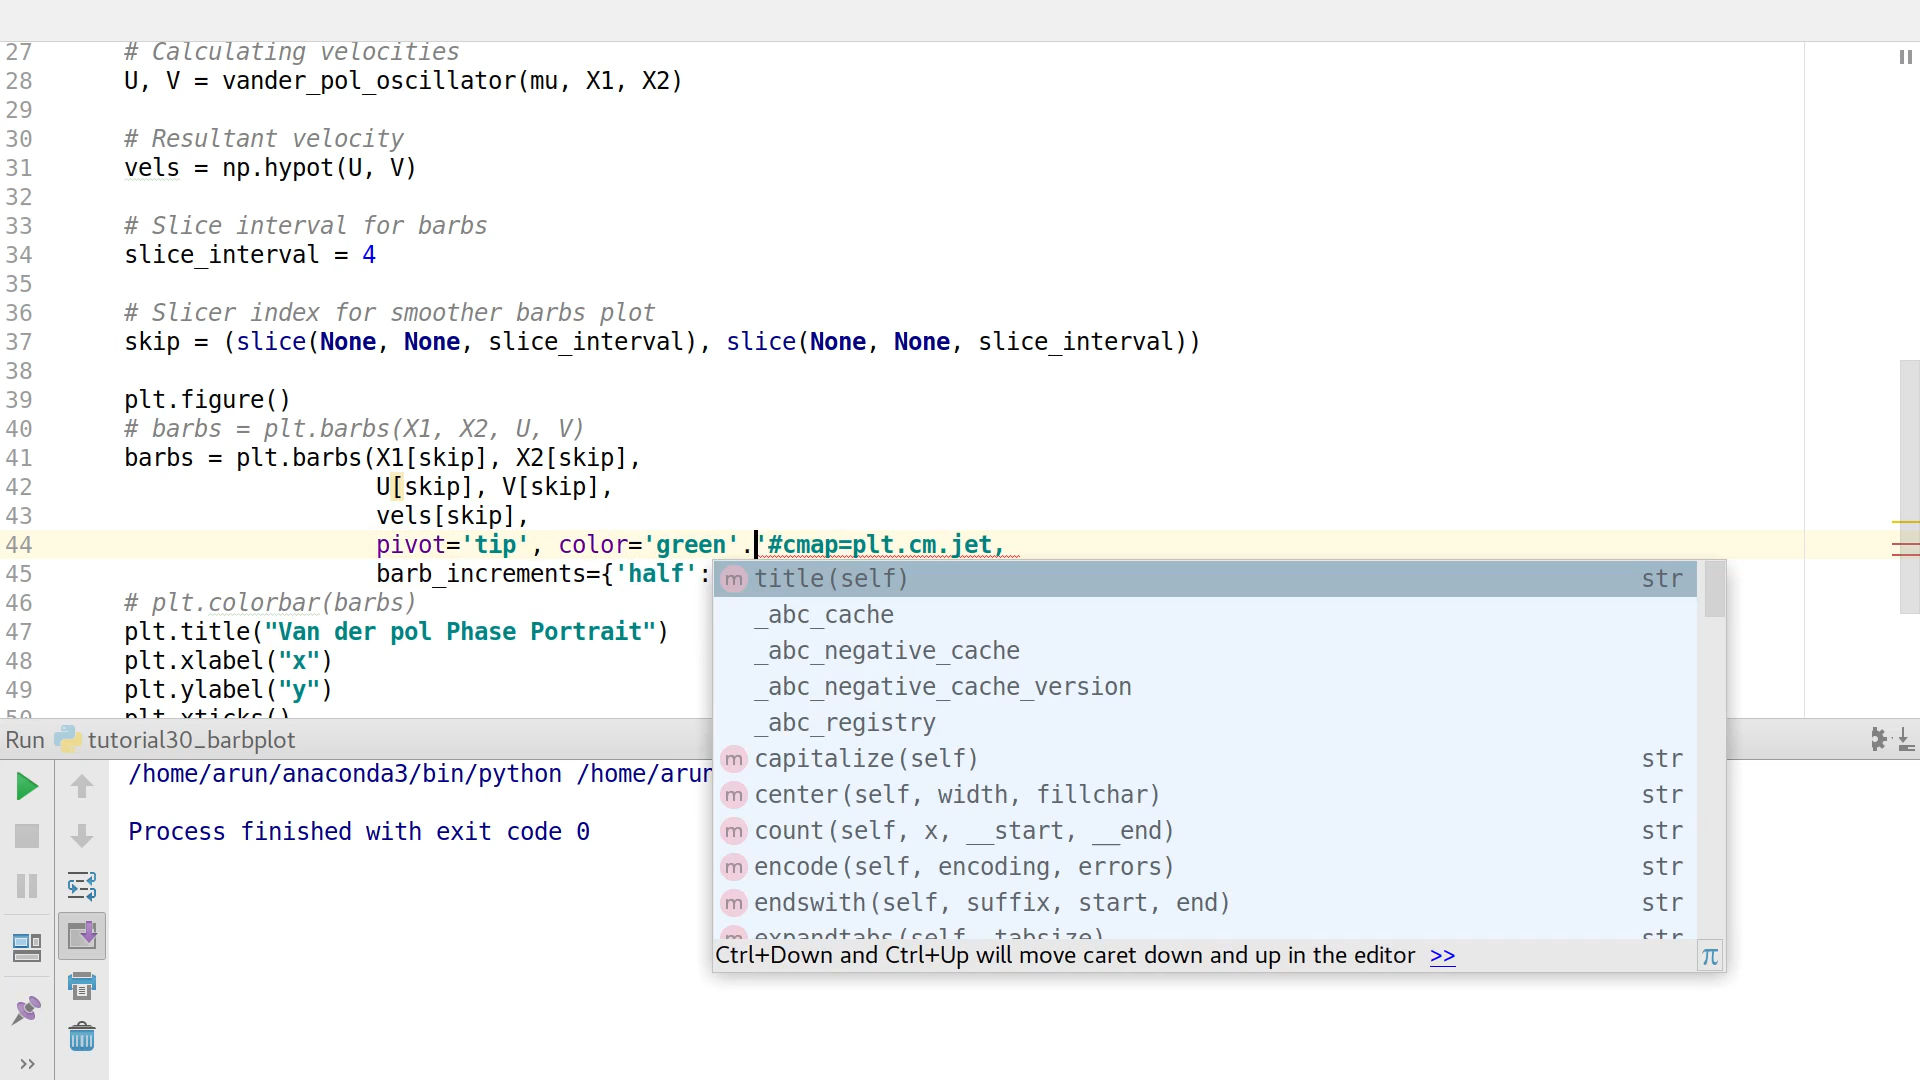 27 # Calculating velocities
28 U, V = vander_pol_oscillator(mu, X1, X2)
29
30 # Resultant velocity
31 vels = np.hypot(U, V)
32
33 # Slice interval for barbs
34 slice_interval = 4
35
36 # Slicer index for smoother barbs plot
37 skip = (slice(None, None, slice_interval), slice(None, None, slice_interval))
38
39 plt.figure()
40 # barbs = plt.barbs(X1, X2, U, V)
41 barbs = plt.barbs(X1[skip], X2[skip],
42 U[skip], V[skip],
43 vels[skip],
44 pivot='tip', color='green'.'#cmap=plt.cm.jet,
45 barb_increments={'half':
46 # plt.colorbar(barbs)
47 plt.title("Van der pol Phase Portrait")
48 plt.xlabel("x")
49 plt.ylabel("y")
50 plt.xticks()
title(self) str
_abc_cache
_abc_negative_cache
_abc_negative_cache_version
_abc_registry
capitalize(self) str
center(self, width, fillchar) str
count(self, x, __start, __end) str
encode(self, encoding, errors) str
endswith(self, suffix, start, end) str
expandtabs(self, tabsize) str
Ctrl+Down and Ctrl+Up will move caret down and up in the editor >> π
Run tutorial30_barbplot
/home/arun/anaconda3/bin/python /home/arun
Process finished with exit code 0